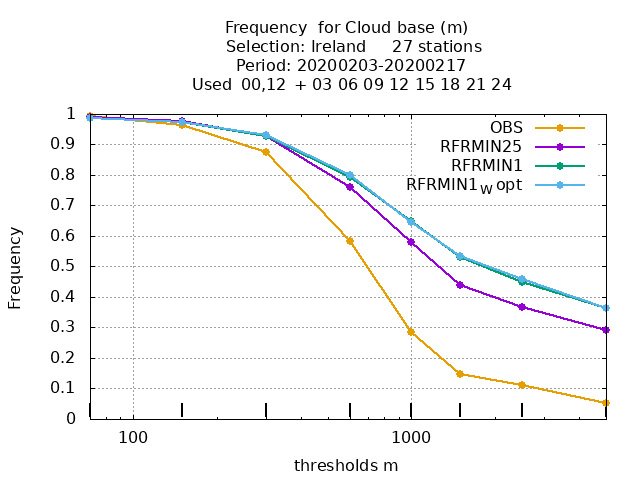 Frequency  for Cloud base (m)
Selection: Ireland     27 stations
Period: 20200203-20200217
Used  00,12  + 03 06 09 12 15 18 21 24
OBS
RFRMIN25
RFRMIN1
RFRMIN1W opt
1
0.9
0.8
0.7
0.6
0.5
0.4
0.3
0.2
0.1
0
Frequency
100
1000
thresholds m